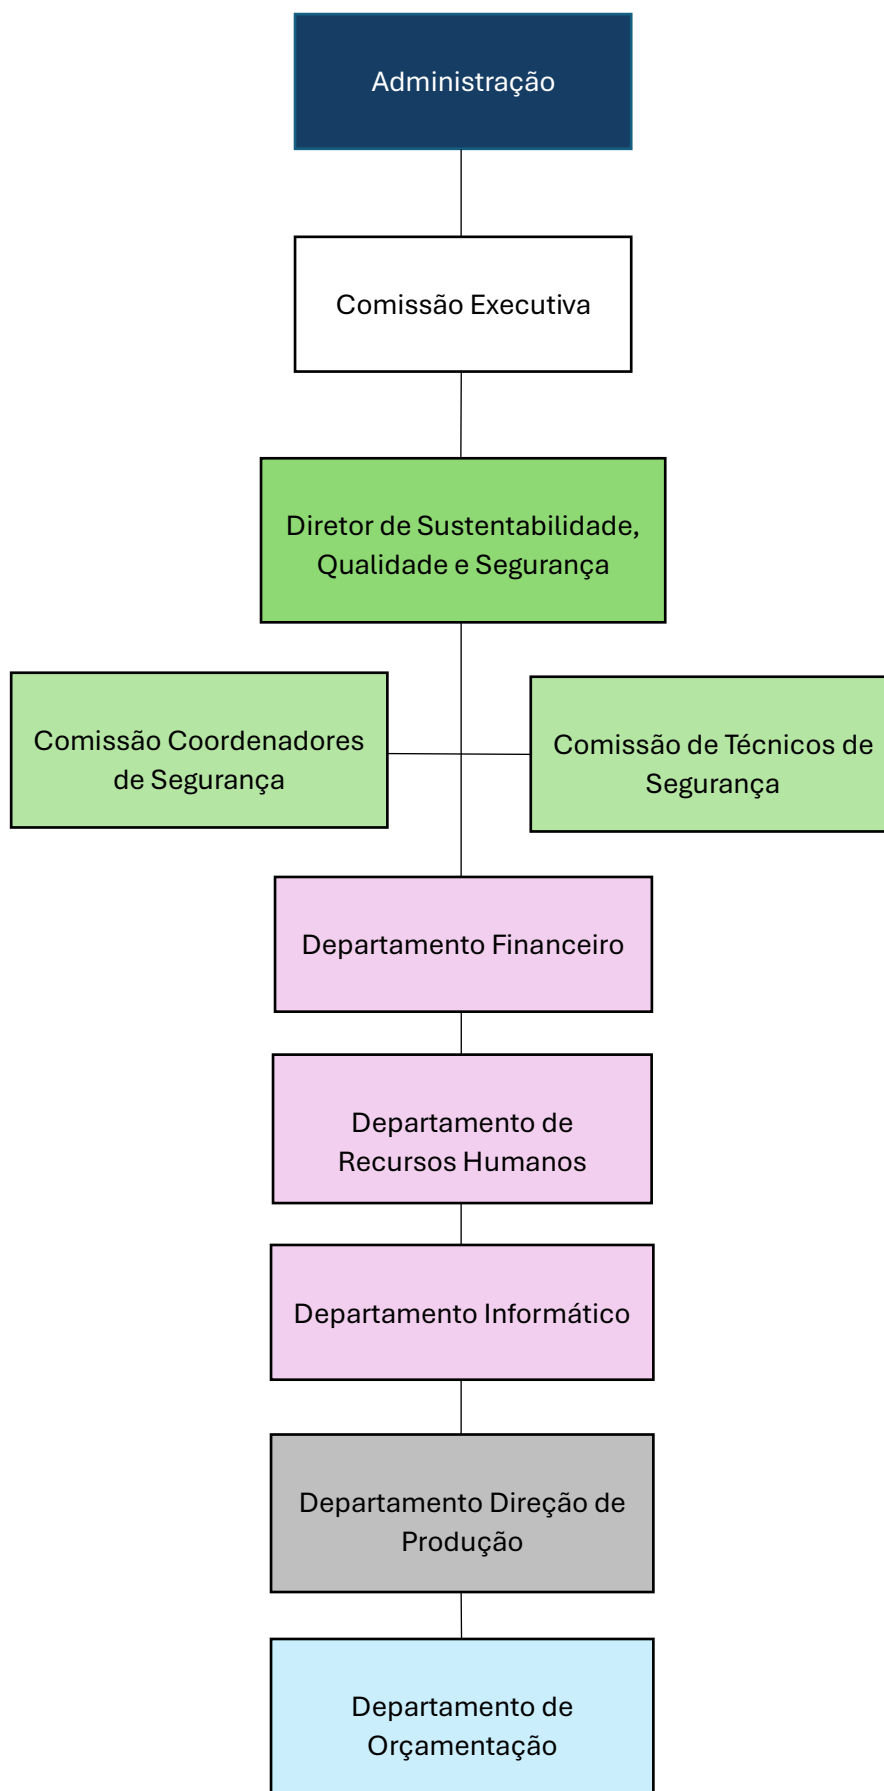 Administração
Comissão Executiva
Diretor de Sustentabilidade,
Qualidade e Segurança
Comissão Coordenadores
de Segurança
Comissão de Técnicos de
Segurança
Departamento Financeiro
Departamento de
Recursos Humanos
Departamento Informático
Departamento Direção de
Produção
Departamento de
Orçamentação